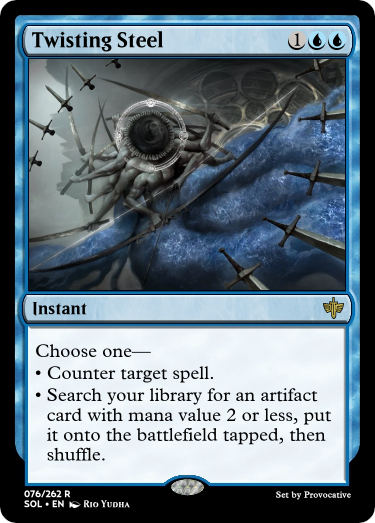 Twisting Steel 1
Instant
Choose one—
• Counter target spell.
• Search your library for an artifact
card with mana value 2 or less, put
it onto the battlefield tapped, then
shuffle.
076/262 R
SOL • EN Rio Yudha
Set by Provocative